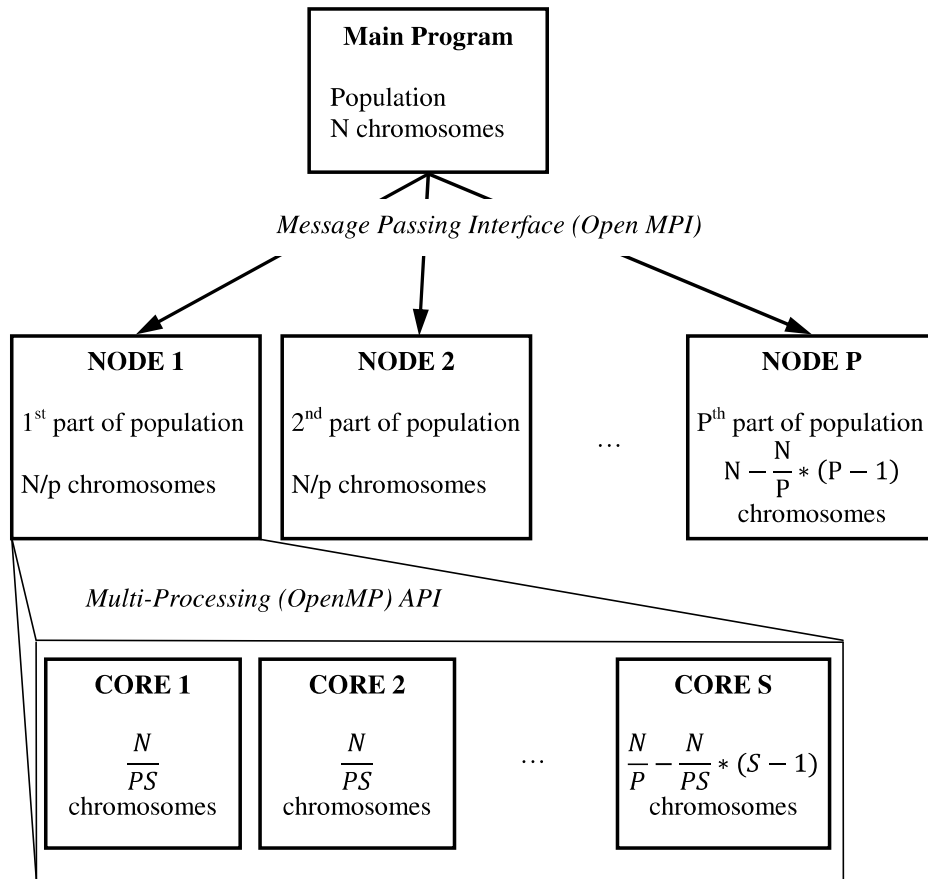 Main Program
Population
N chromosomes
Message Passing Interface (Open MPI)
NODE 1
1st part of population
N/p chromosomes
NODE 2
2nd part of population
N/p chromosomes
...
NODE P
Pth part of population
N − N/P * (P − 1)
chromosomes
Multi-Processing (OpenMP) API
CORE 1
N/PS
chromosomes
CORE 2
N/PS
chromosomes
...
CORE S
N/P − N/PS * (S − 1)
chromosomes